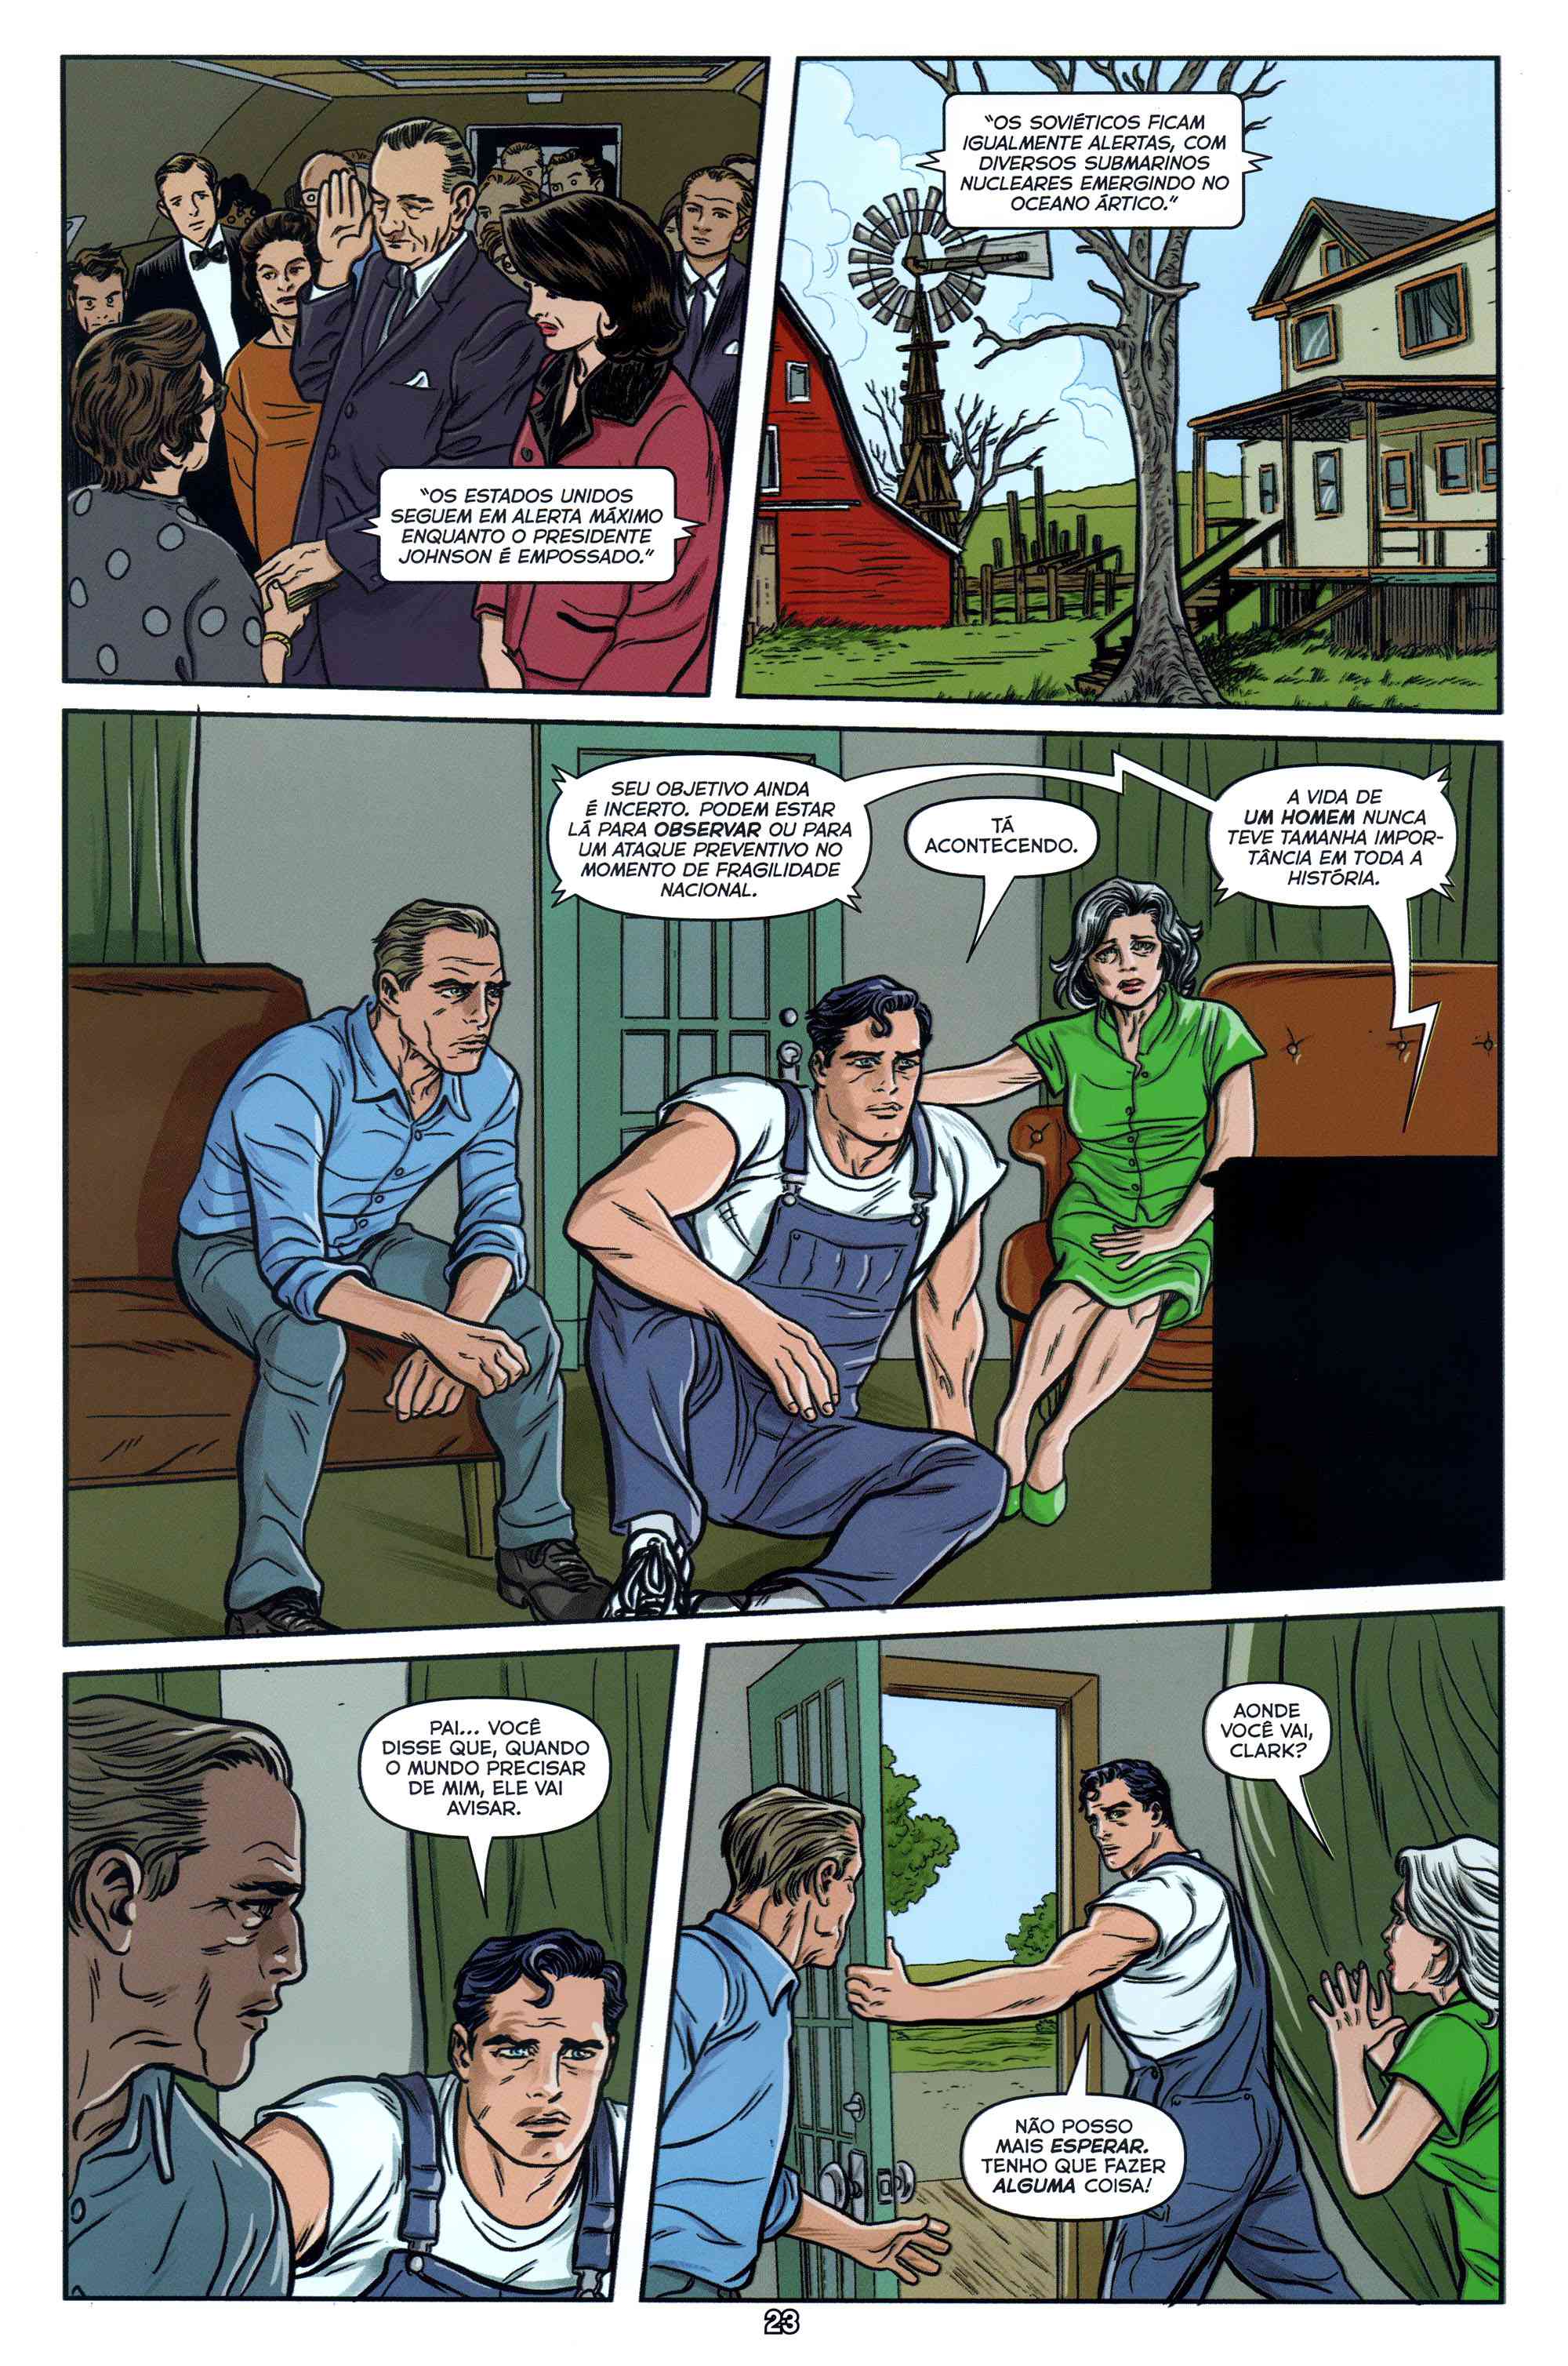 "OS ESTADOS UNIDOS
SEGUEM EM ALERTA MÁXIMO
ENQUANTO O PRESIDENTE
JOHNSON É EMPOSSADO."
"OS SOVIÉTICOS FICAM
IGUALMENTE ALERTAS, COM
DIVERSOS SUBMARINOS
NUCLEARES EMERGINDO NO
OCEANO ÁRTICO."
SEU OBJETIVO AINDA
É INCERTO. PODEM ESTAR
LÁ PARA OBSERVAR OU PARA
UM ATAQUE PREVENTIVO NO
MOMENTO DE FRAGILIDADE
NACIONAL.
TÁ
ACONTECENDO.
A VIDA DE
UM HOMEM NUNCA
TEVE TAMANHA IMPOR-
TÂNCIA EM TODA A
HISTÓRIA.
PAI... VOCÊ
DISSE QUE, QUANDO
O MUNDO PRECISAR
DE MIM, ELE VAI
AVISAR.
AONDE
VOCÊ VAI,
CLARK?
NÃO POSSO
MAIS ESPERAR.
TENHO QUE FAZER
ALGUMA COISA!
23